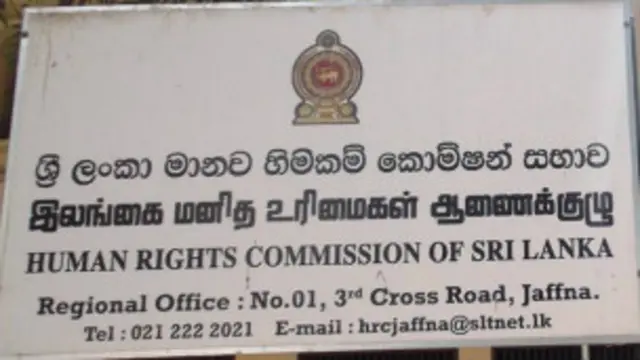 ශ්‍රී ලංකා මානව හිමිකම් කොමිෂන් සභාව
இலங்கை மனித உரிமைகள் ஆணைக்குழு
HUMAN RIGHTS COMMISSION OF SRI LANKA
Regional Office : No.01, 3rd Cross Road, Jaffna.
Tel : 021 222 2021 E-mail : hrcjaffna@sltnet.lk